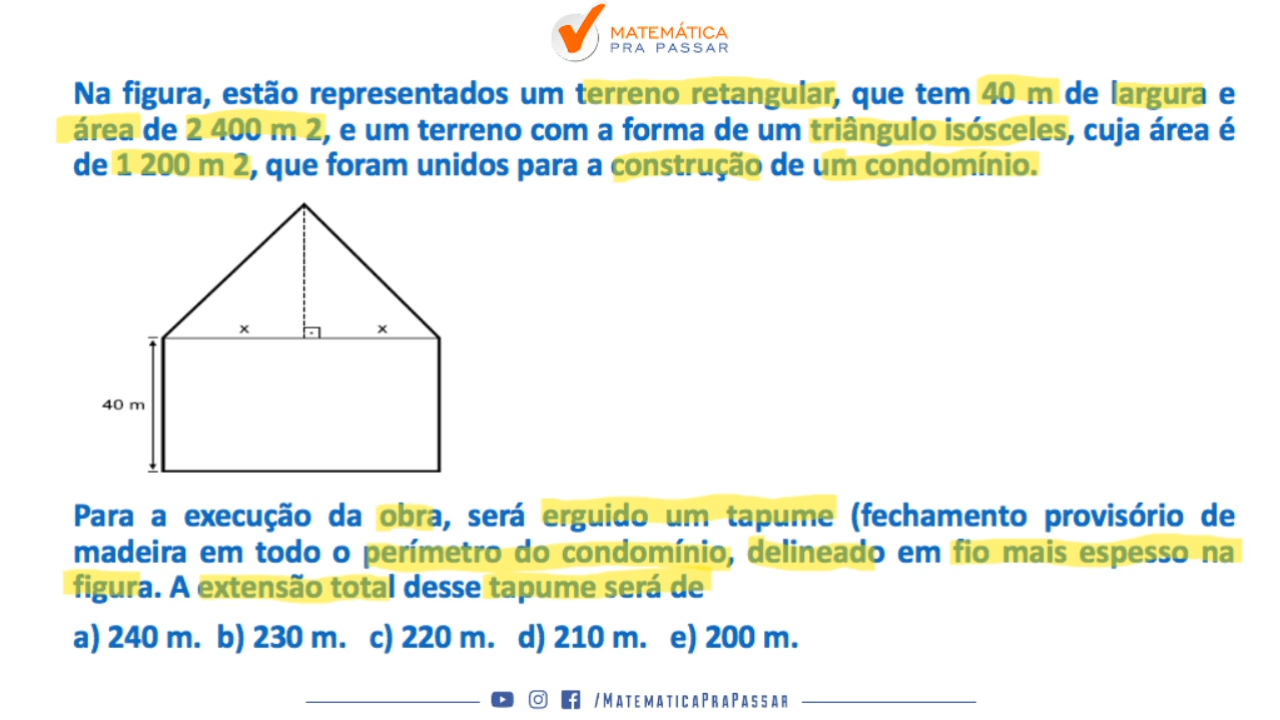 MATEMÁTICA
PRA PASSAR
Na figura, estão representados um terreno retangular, que tem 40 m de largura e
área de 2 400 m 2, e um terreno com a forma de um triângulo isósceles, cuja área é
de 1 200 m 2, que foram unidos para a construção de um condomínio.
x x
40 m
Para a execução da obra, será erguido um tapume (fechamento provisório de
madeira em todo o perímetro do condomínio, delineado em fio mais espesso na
figura. A extensão total desse tapume será de
a) 240 m. b) 230 m. c) 220 m. d) 210 m. e) 200 m.
/MATEMATICAPRAPASSAR